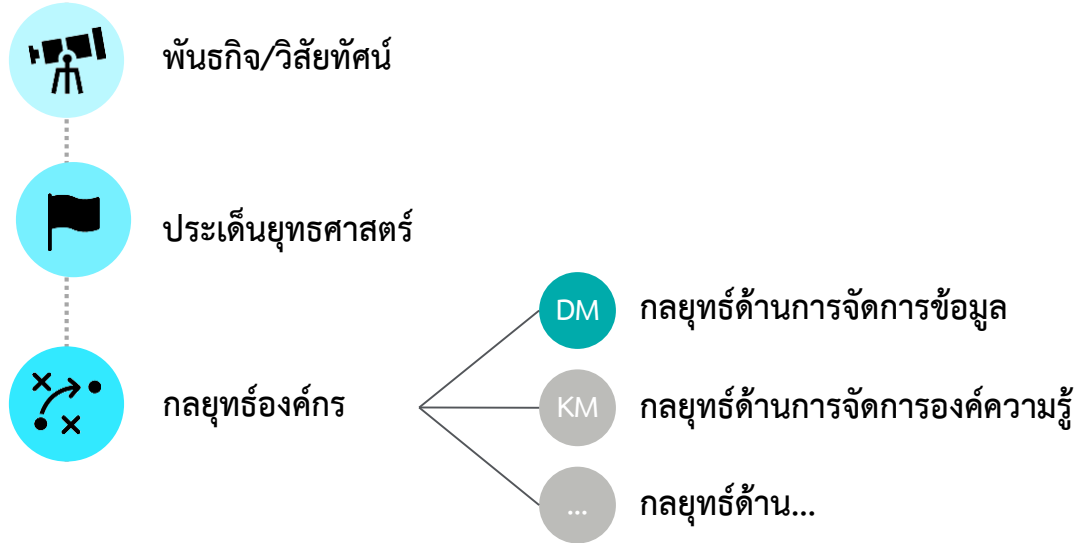 พันธกิจ/วิสัยทัศน์
ประเด็นยุทธศาสตร์
กลยุทธ์องค์กร
DM กลยุทธ์ด้านการจัดการข้อมูล
KM กลยุทธ์ด้านการจัดการองค์ความรู้
... กลยุทธ์ด้าน...